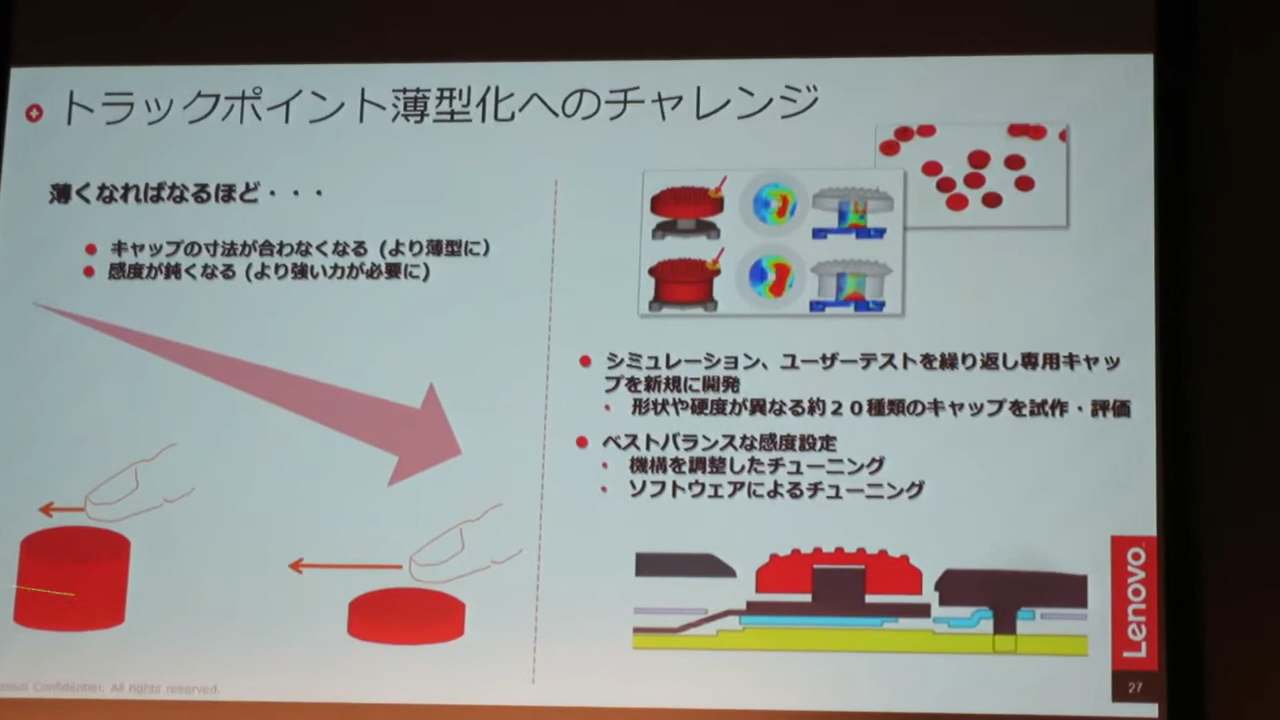 トラックポイント薄型化へのチャレンジ
薄くなればなるほど・・・
キャップの寸法が合わなくなる (より薄型に)
感度が鈍くなる (より強い力が必要に)
シミュレーション、ユーザーテストを繰り返し専用キャッ
プを新規に開発
形状や硬度が異なる約２０種類のキャップを試作・評価
ベストバランスな感度設定
機構を調整したチューニング
ソフトウェアによるチューニング
Lenovo
Confidential. All rights reserved.
27